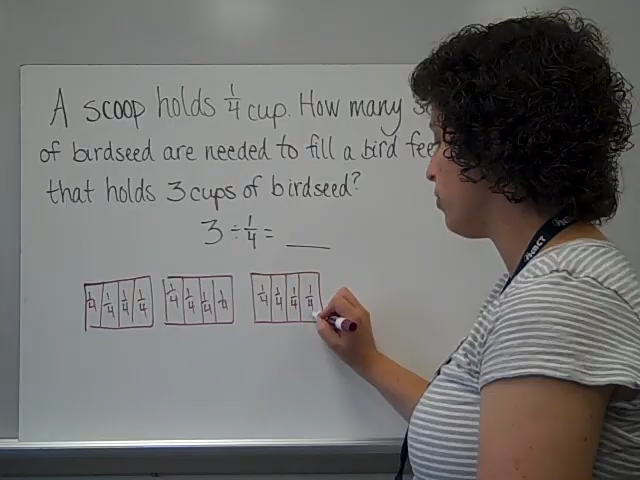 A scoop holds 1/4 cup. How many
of birdseed are needed to fill a bird
that holds 3 cups of birdseed?
3 ÷ 1/4 = ___
1/4 1/4 1/4 1/4 1/4 1/4 1/4 1/4 1/4 1/4 1/4 1/4